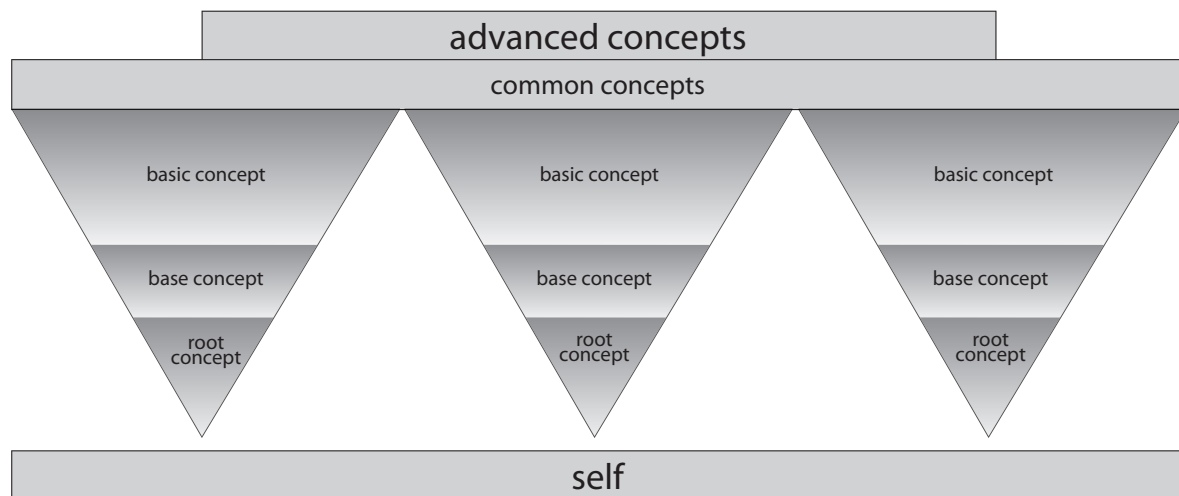 advanced concepts
common concepts
basic concept
basic concept
basic concept
base concept
base concept
base concept
root
concept
root
concept
root
concept
self